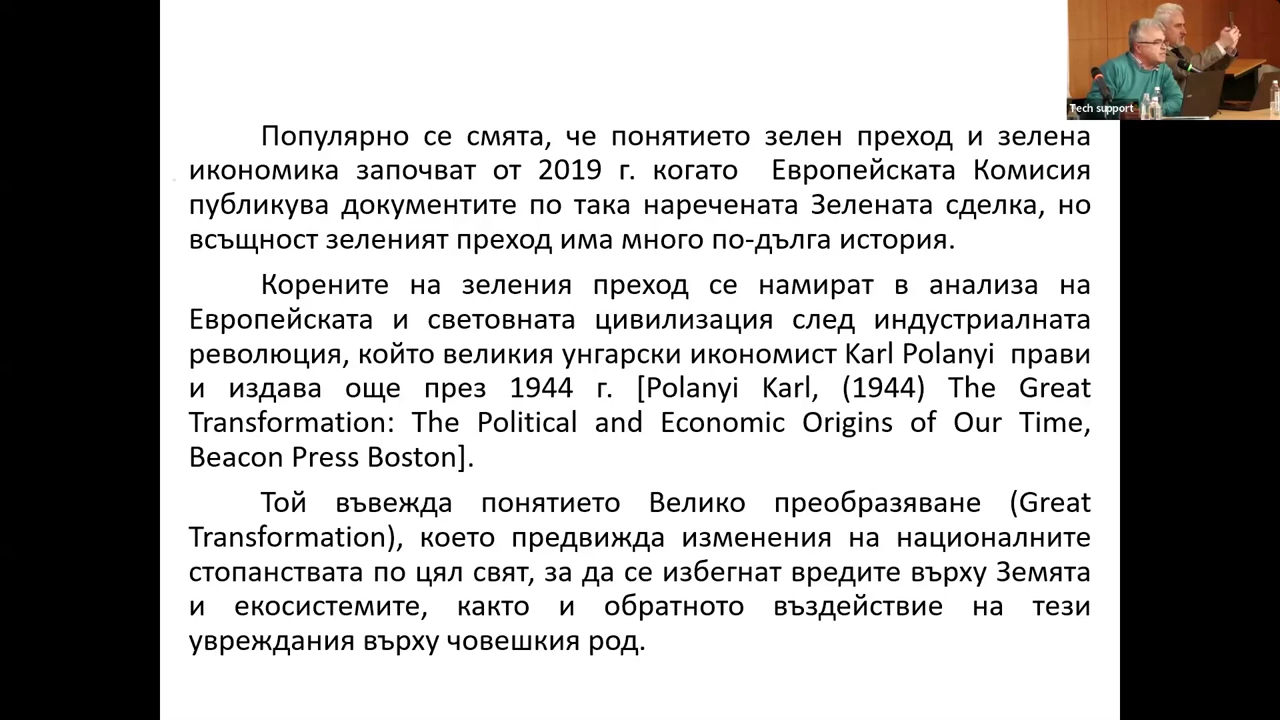 Tech support
Популярно се смята, че понятието зелен преход и зелена
икономика започват от 2019 г. когато Европейската Комисия
публикува документите по така наречената Зелената сделка, но
всъщност зеленият преход има много по-дълга история.
Корените на зеления преход се намират в анализа на
Европейската и световната цивилизация след индустриалната
революция, който великия унгарски икономист Karl Polanyi прави
и издава още през 1944 г. [Polanyi Karl, (1944) The Great
Transformation: The Political and Economic Origins of Our Time,
Beacon Press Boston].
Той въвежда понятието Велико преобразяване (Great
Transformation), което предвижда изменения на националните
стопанствата по цял свят, за да се избегнат вредите върху Земята
и екосистемите, както и обратното въздействие на тези
увреждания върху човешкия род.